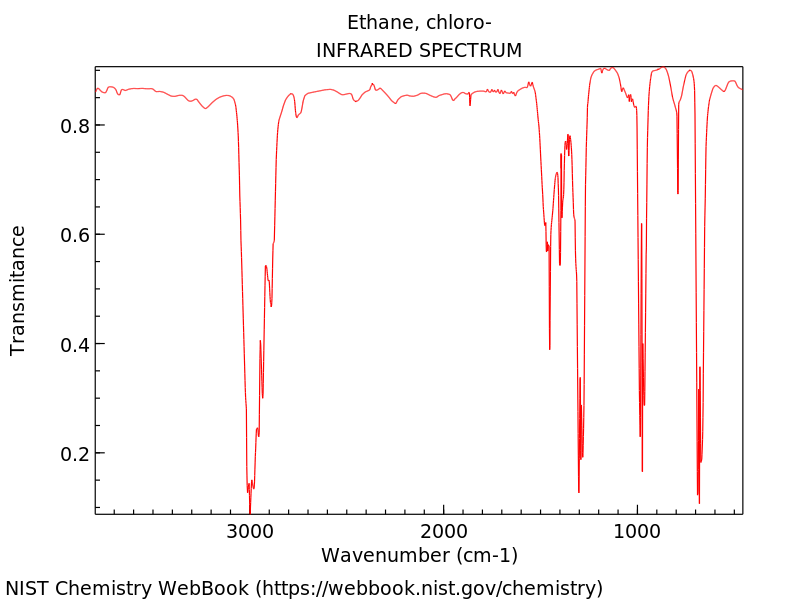 Ethane, chloro-
INFRARED SPECTRUM
0.8
0.6
0.4
0.2
Transmitance
3000
2000
1000
Wavenumber (cm-1)
NIST Chemistry WebBook (https://webbook.nist.gov/chemistry)